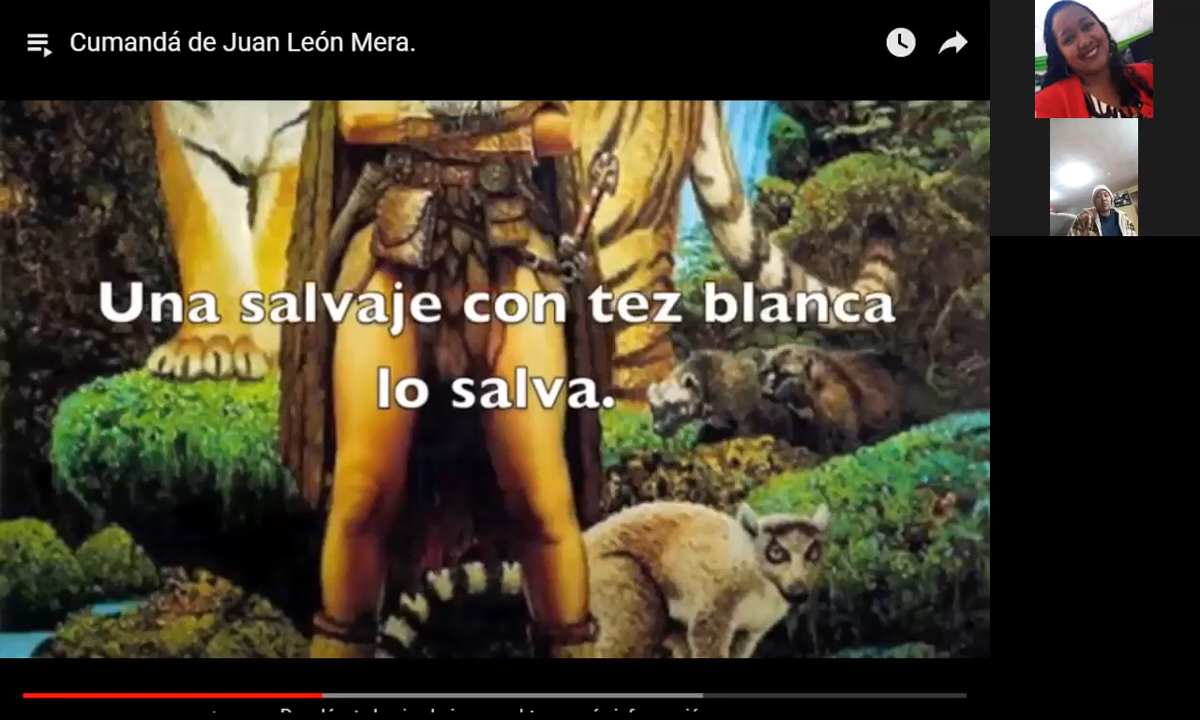 Cumandá de Juan León Mera.
Una salvaje con tez blanca
lo salva.